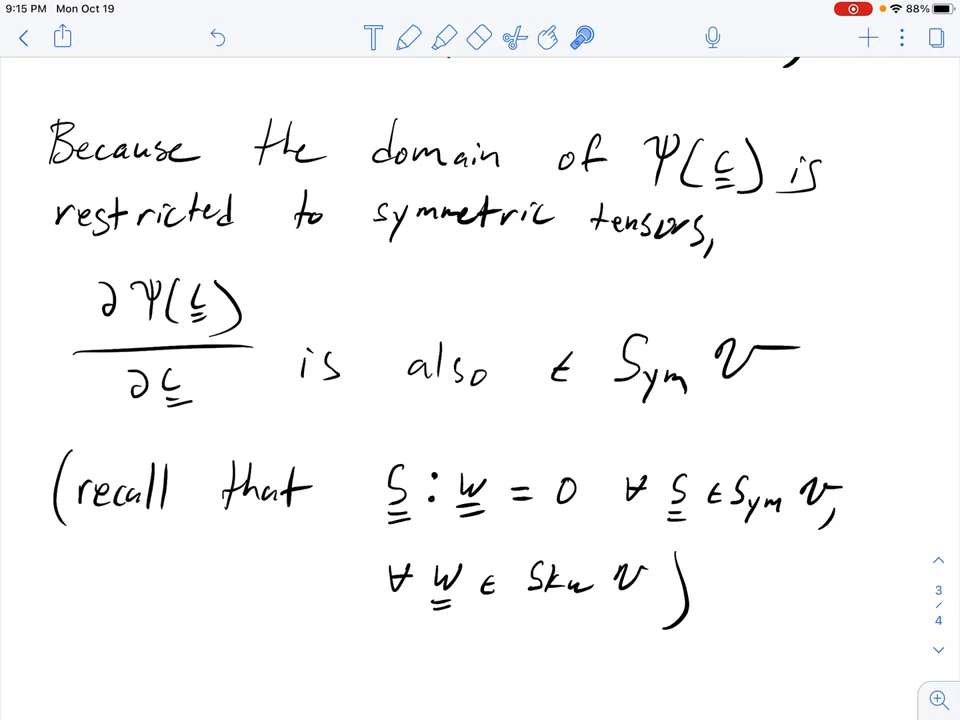 9:15 PM Mon Oct 19 88%
Because the domain of Ψ(C) is
restricted to symmetric tensors,
∂Ψ(C)
∂C is also ∈ Sym V
(recall that S : W = 0 ∀ S ∈ Sym V,
∀ W ∈ Skw V)
3
/
4